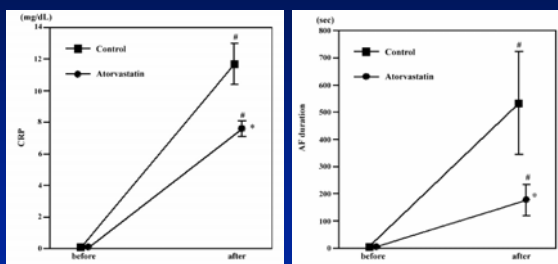 (mg/dL)
14
12
10
8
6
4
2
0
CRP
Control
Atorvastatin
#
#
*
before
after
(sec)
800
700
600
500
400
300
200
100
0
AF duration
Control
Atorvastatin
#
#
*
before
after